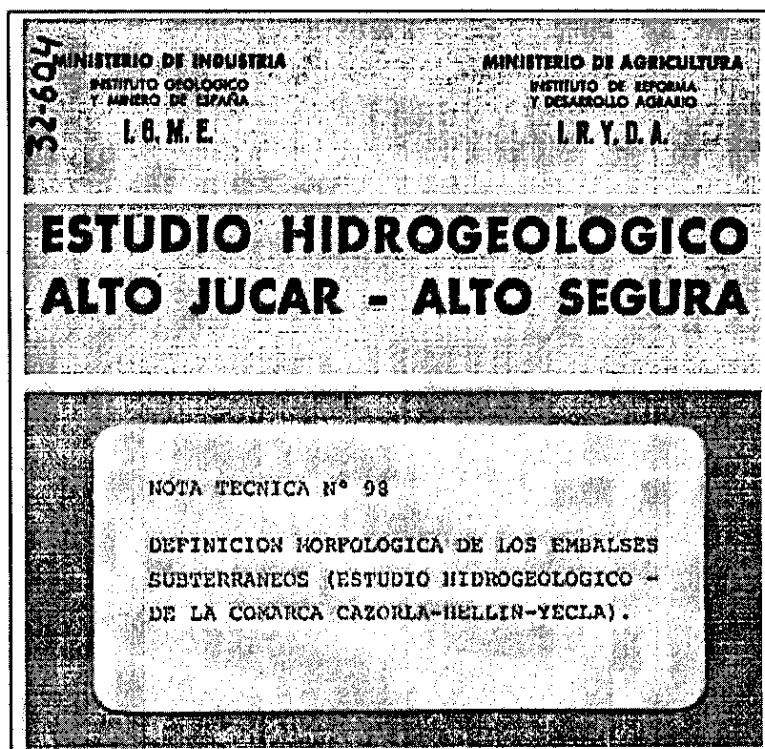 32-604
MINISTERIO DE INDUSTRIA
INSTITUTO GEOLOGICO
Y MINERO DE ESPAÑA
I. G. M. E.
MINISTERIO DE AGRICULTURA
INSTITUTO DE REFORMA
Y DESARROLLO AGRARIO
I. R. Y. D. A.
ESTUDIO HIDROGEOLOGICO
ALTO JUCAR - ALTO SEGURA
NOTA TECNICA Nº 98
DEFINICION MORFOLOGICA DE LOS EMBALSES
SUBTERRANEOS (ESTUDIO HIDROGEOLOGICO -
DE LA COMARCA CAZORLA-HELLIN-YECLA).